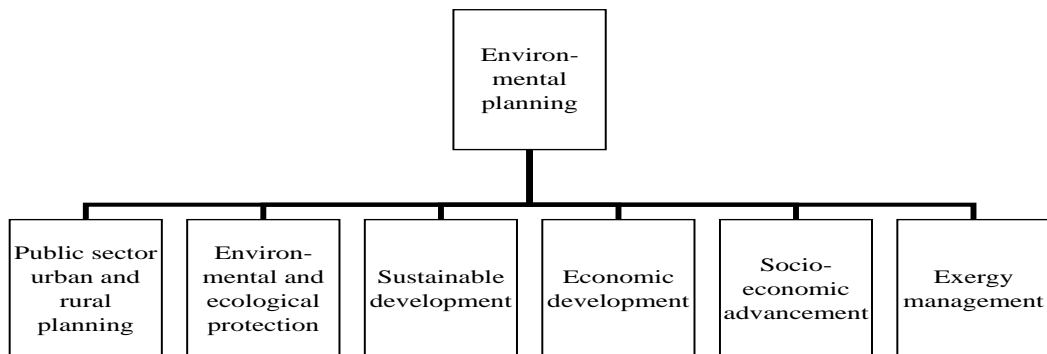 Environ-
mental
planning
Public sector
urban and
rural
planning
Environ-
mental and
ecological
protection
Sustainable
development
Economic
development
Socio-
economic
advancement
Exergy
management